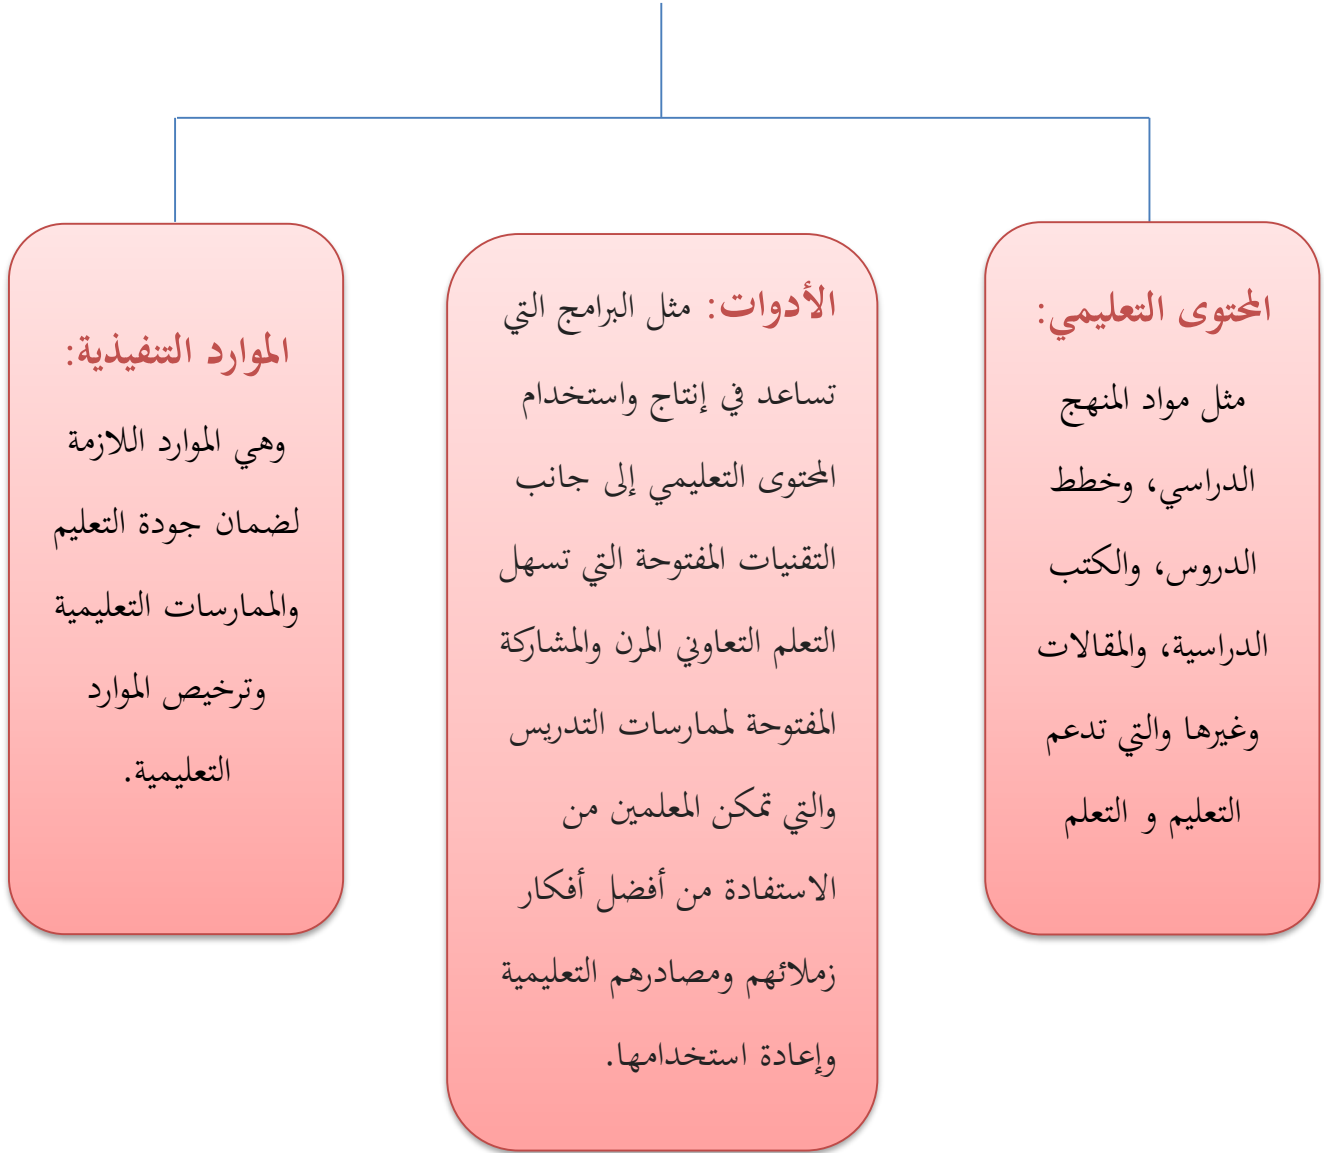 المحتوى التعليمي:
مثل مواد المنهج
الدراسي، وخطط
الدروس، والكتب
الدراسية، والمقالات
وغيرها والتي تدعم
التعليم و التعلم
الأدوات: مثل البرامج التي
تساعد في إنتاج واستخدام
المحتوى التعليمي إلى جانب
التقنيات المفتوحة التي تسهل
التعلم التعاوني المرن والمشاركة
المفتوحة لممارسات التدريس
والتي تمكن المعلمين من
الاستفادة من أفضل أفكار
زملائهم ومصادرهم التعليمية
وإعادة استخدامها.
الموارد التنفيذية:
وهي الموارد اللازمة
لضمان جودة التعليم
والممارسات التعليمية
وترخيص الموارد
التعليمية.